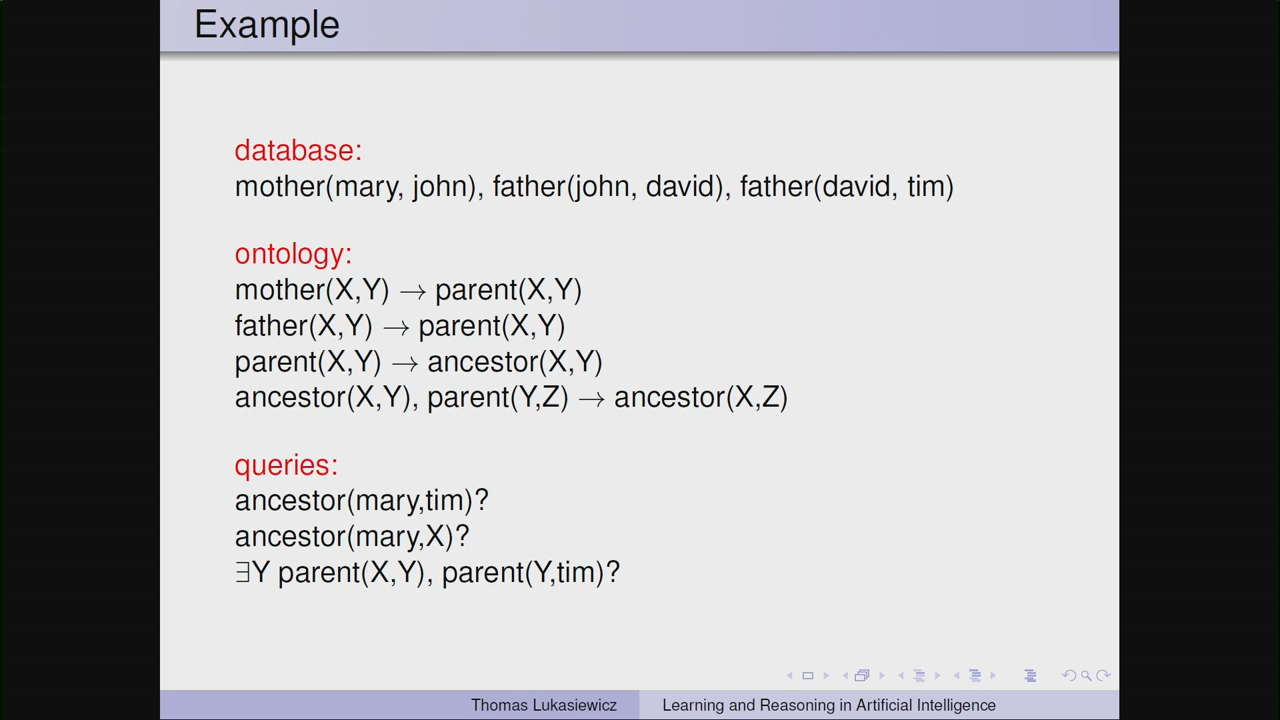 Example
database:
mother(mary, john), father(john, david), father(david, tim)
ontology:
mother(X,Y) → parent(X,Y)
father(X,Y) → parent(X,Y)
parent(X,Y) → ancestor(X,Y)
ancestor(X,Y), parent(Y,Z) → ancestor(X,Z)
queries:
ancestor(mary,tim)?
ancestor(mary,X)?
∃Y parent(X,Y), parent(Y,tim)?
Thomas Lukasiewicz Learning and Reasoning in Artificial Intelligence